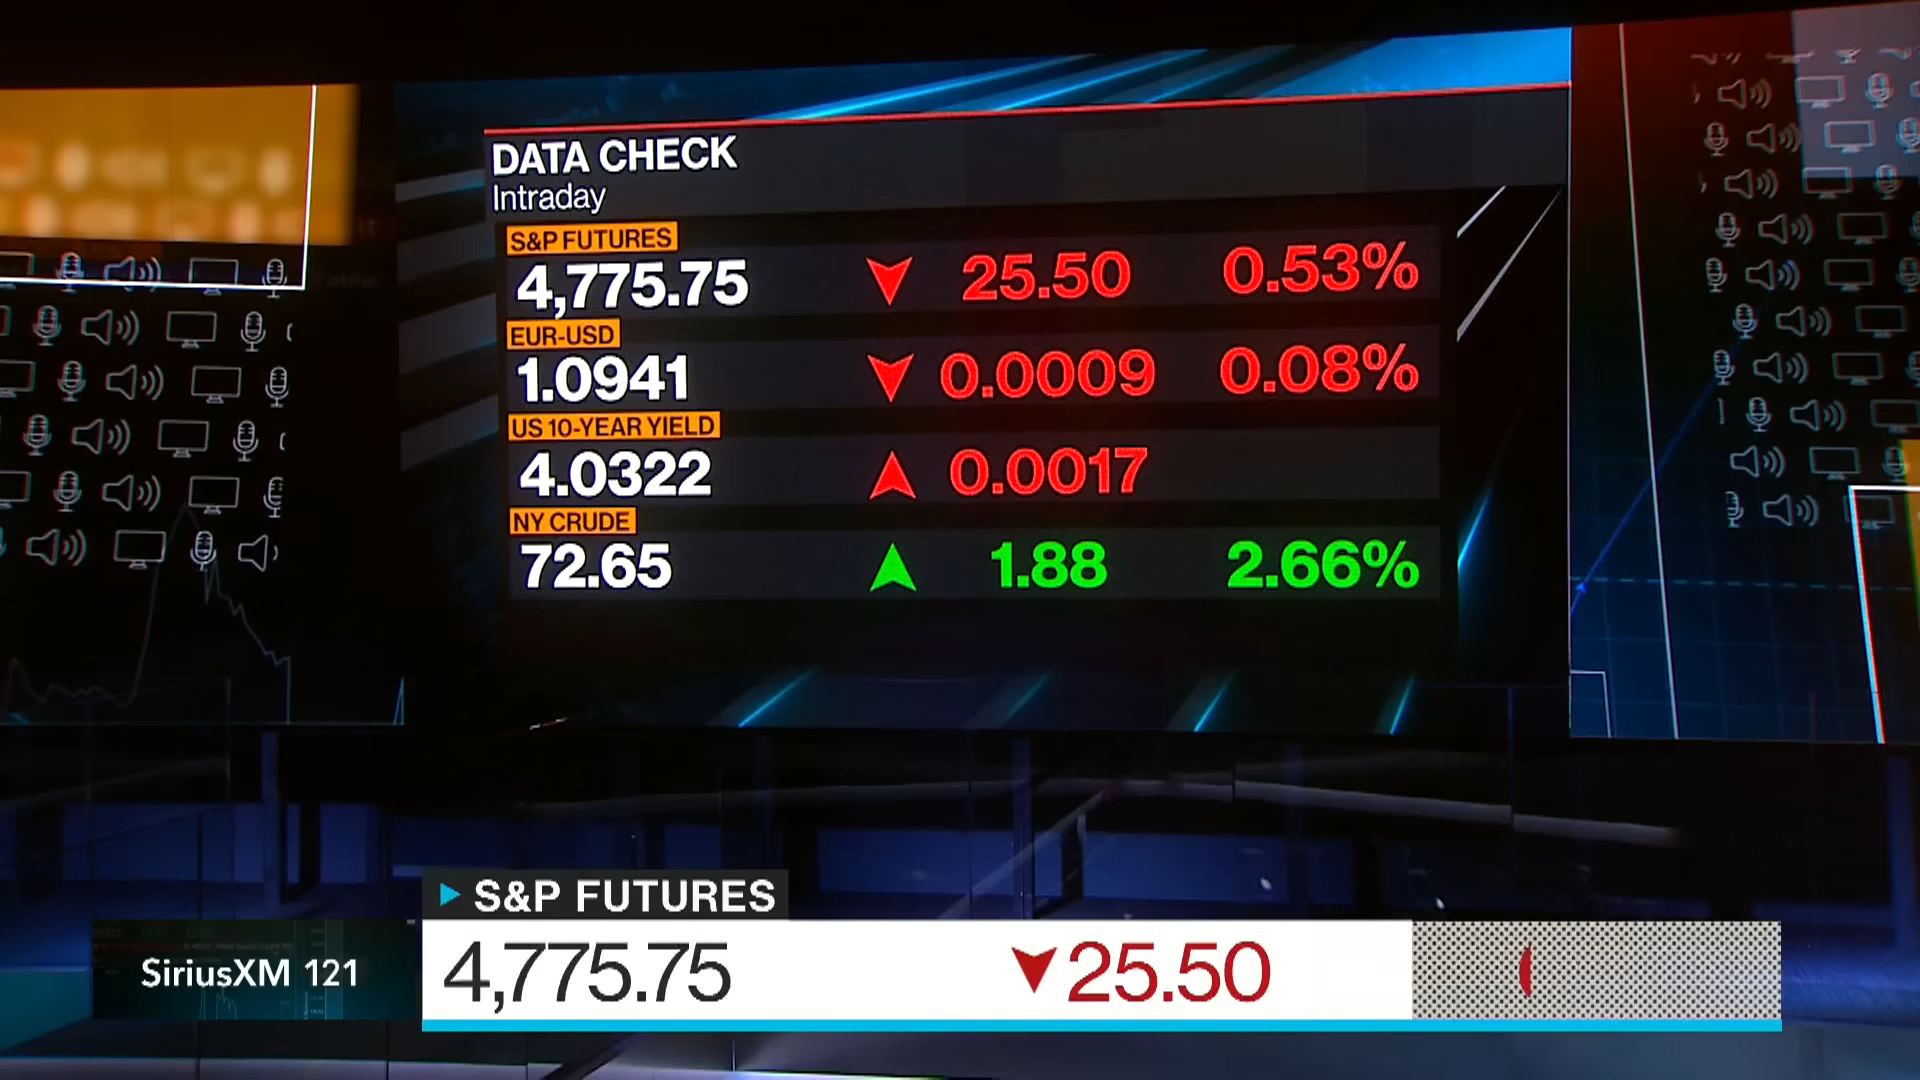 DATA CHECK
Intraday
S&P FUTURES
4,775.75 ▼ 25.50 0.53%
EUR-USD
1.0941 ▼ 0.0009 0.08%
US 10-YEAR YIELD
4.0322 ▲ 0.0017
NY CRUDE
72.65 ▲ 1.88 2.66%
S&P FUTURES
4,775.75 ▼25.50
SiriusXM 121